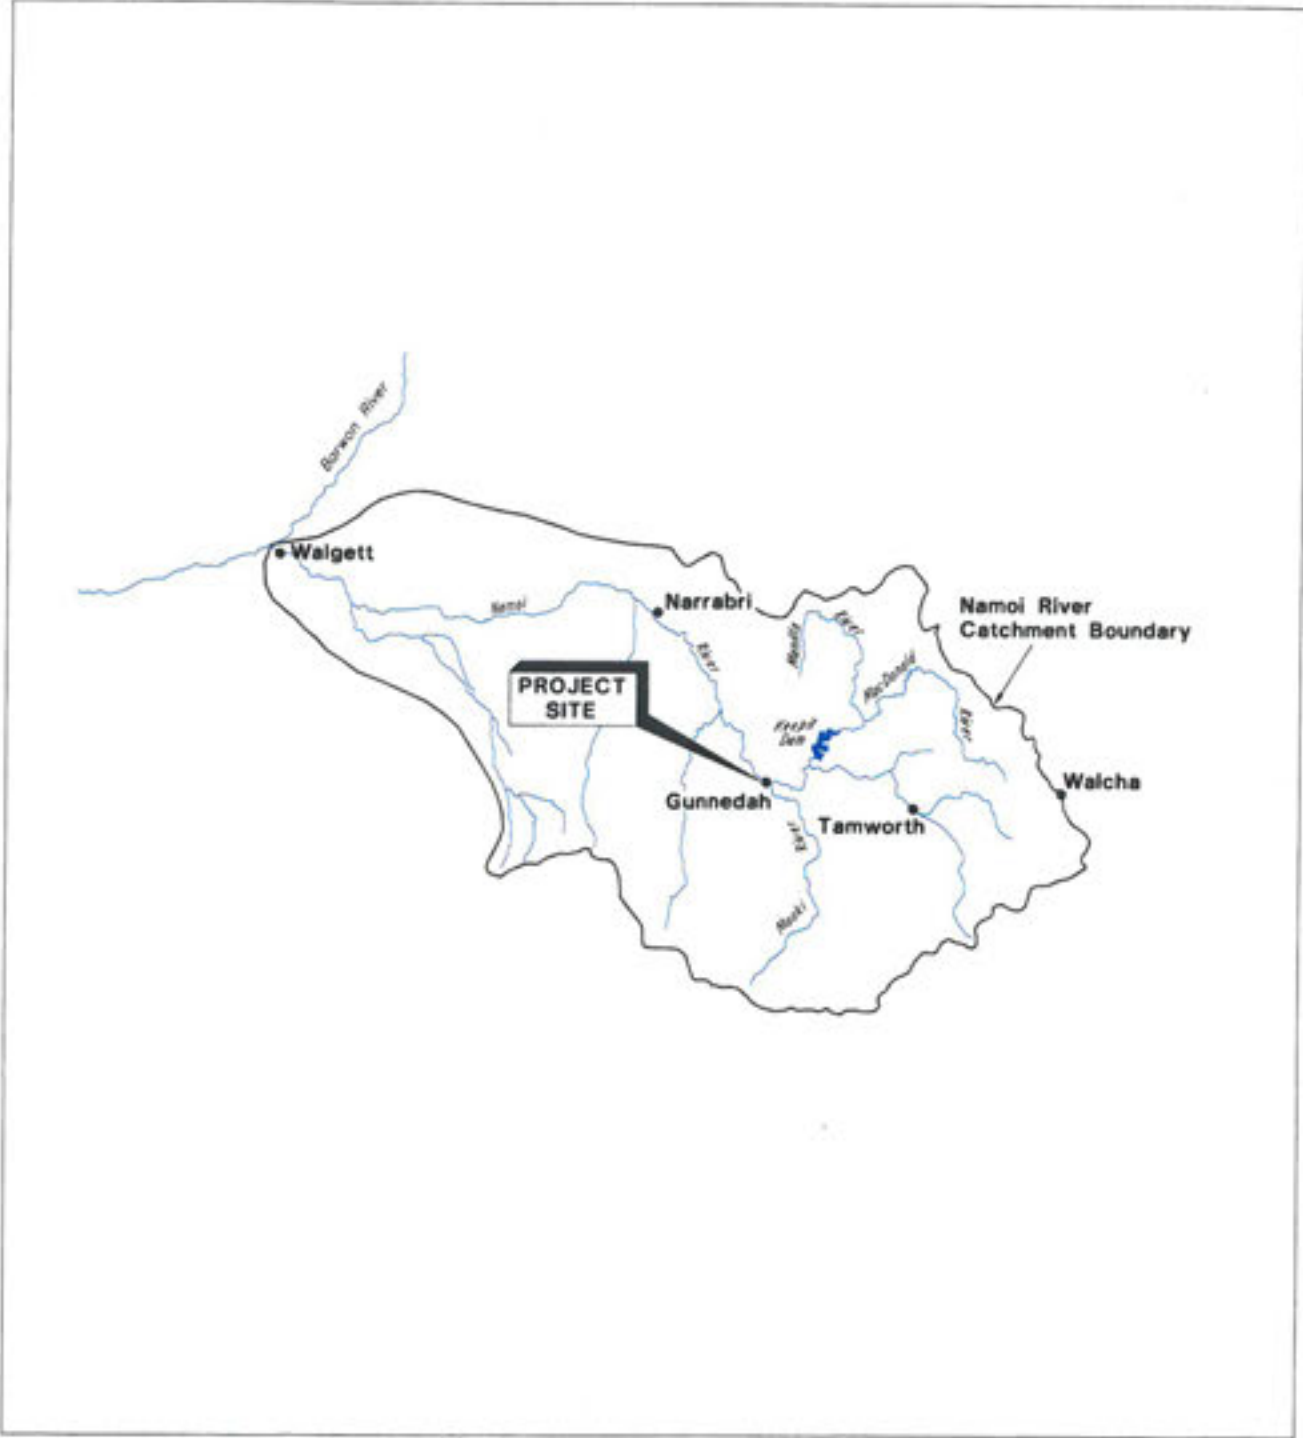 Barwon River
Walgett
Namoi
River
Narrabri
Namoi River
Catchment Boundary
Manilla
River
MacDonald
River
PROJECT
SITE
Keepit
Dam
Walcha
Gunnedah
Tamworth
River
Mooki